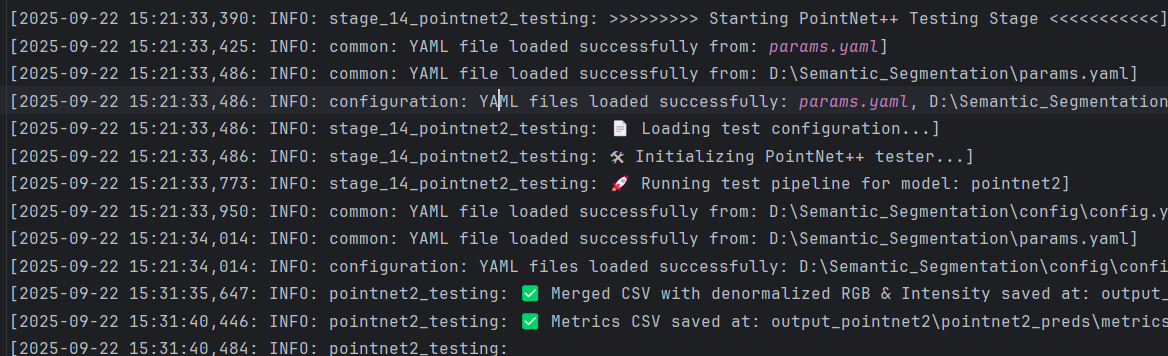 [2025-09-22 15:21:33,390: INFO: stage_14_pointnet2_testing: >>>>>>>>> Starting PointNet++ Testing Stage <<<<<<<<<<<]
[2025-09-22 15:21:33,425: INFO: common: YAML file loaded successfully from: params.yaml]
[2025-09-22 15:21:33,486: INFO: common: YAML file loaded successfully from: D:\Semantic_Segmentation\params.yaml]
[2025-09-22 15:21:33,486: INFO: configuration: YAML files loaded successfully: params.yaml, D:\Semantic_Segmentation
[2025-09-22 15:21:33,486: INFO: stage_14_pointnet2_testing: 📄 Loading test configuration...]
[2025-09-22 15:21:33,486: INFO: stage_14_pointnet2_testing: 🛠 Initializing PointNet++ tester...]
[2025-09-22 15:21:33,773: INFO: stage_14_pointnet2_testing: 🚀 Running test pipeline for model: pointnet2]
[2025-09-22 15:21:33,950: INFO: common: YAML file loaded successfully from: D:\Semantic_Segmentation\config\config.y
[2025-09-22 15:21:34,014: INFO: common: YAML file loaded successfully from: D:\Semantic_Segmentation\params.yaml]
[2025-09-22 15:21:34,014: INFO: configuration: YAML files loaded successfully: D:\Semantic_Segmentation\config\confi
[2025-09-22 15:31:35,647: INFO: pointnet2_testing: ✅ Merged CSV with denormalized RGB & Intensity saved at: output_
[2025-09-22 15:31:40,446: INFO: pointnet2_testing: ✅ Metrics CSV saved at: output_pointnet2\pointnet2_preds\metrics
[2025-09-22 15:31:40,484: INFO: pointnet2_testing: